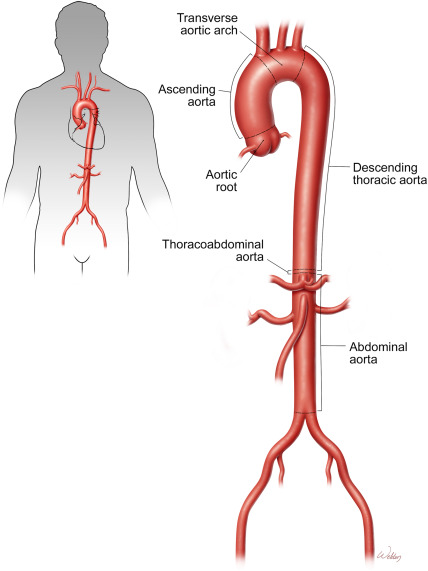 Transverse
aortic arch
Ascending
aorta
Aortic
root
Descending
thoracic aorta
Thoracoabdominal
aorta
Abdominal
aorta